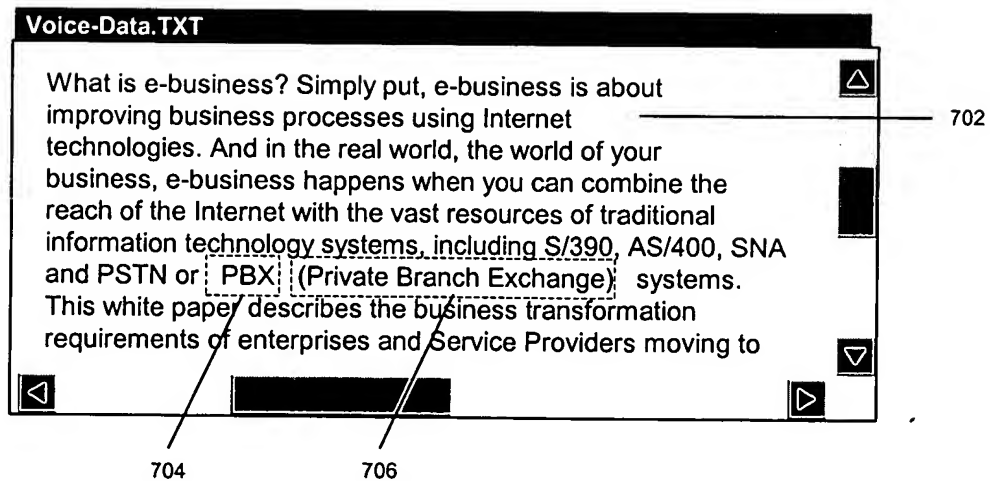 Voice-Data.TXT
What is e-business? Simply put, e-business is about
improving business processes using Internet
702
technologies. And in the real world, the world of your
business, e-business happens when you can combine the
reach of the Internet with the vast resources of traditional
information technology systems, including S/390, AS/400, SNA
and PSTN or PBX (Private Branch Exchange) systems.
This white paper describes the business transformation
requirements of enterprises and Service Providers moving to
704 706